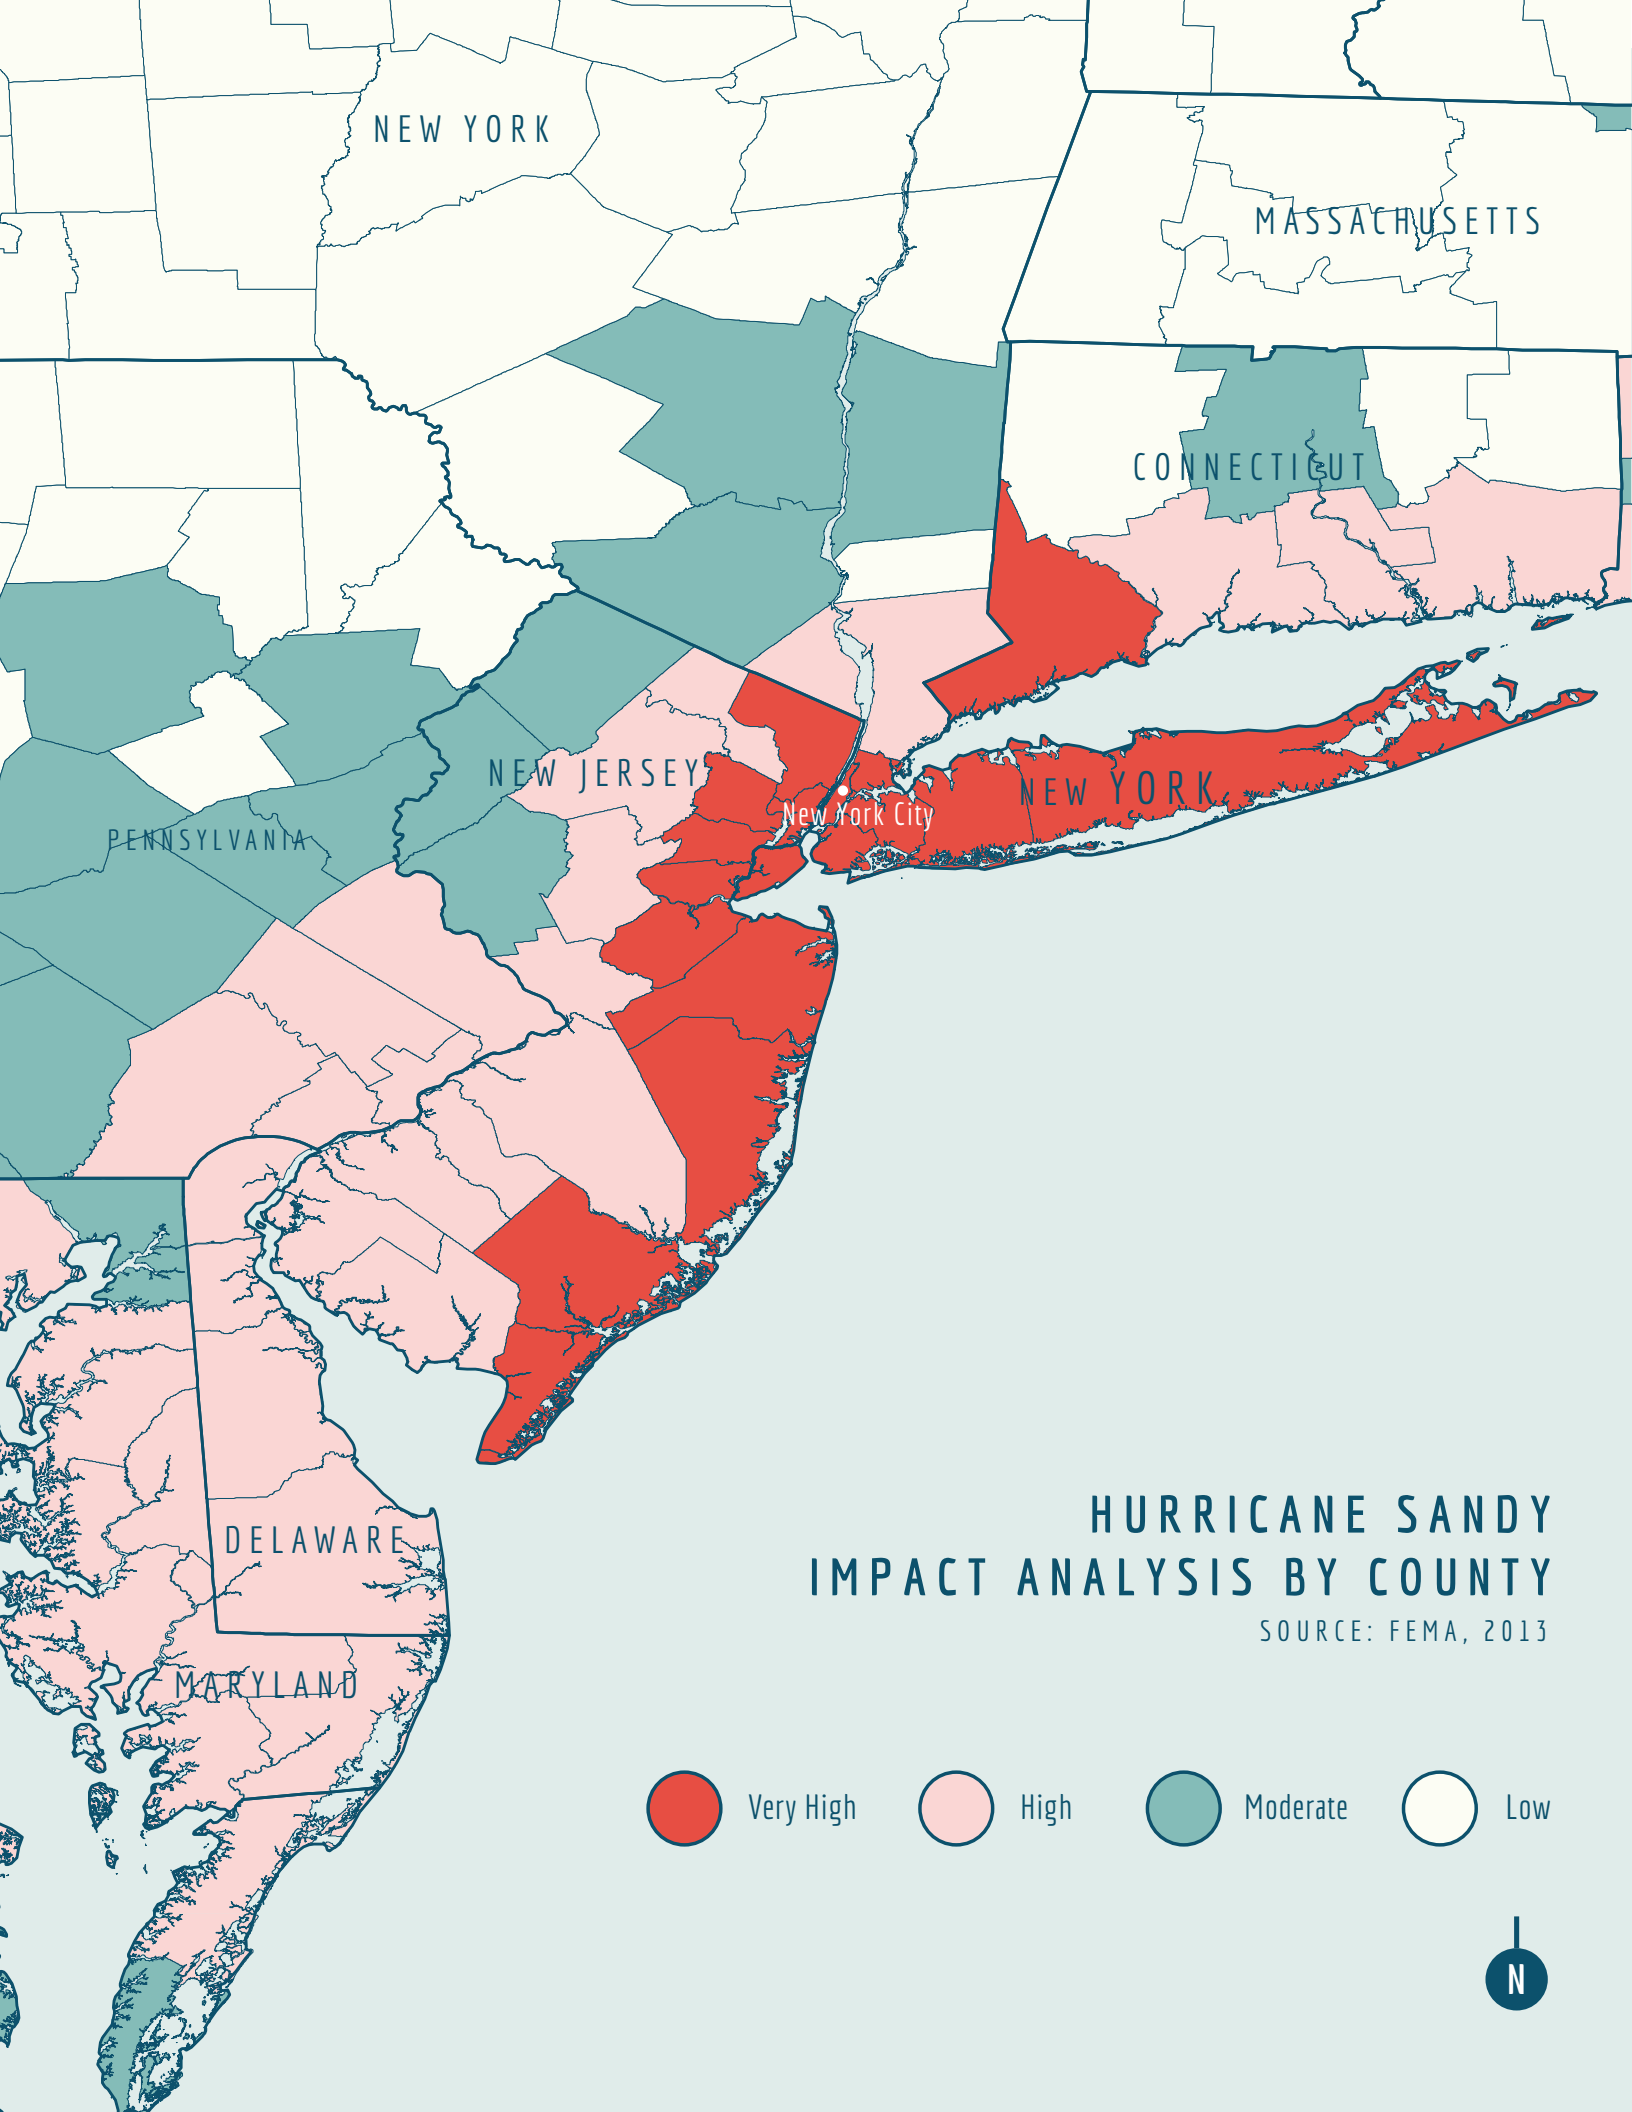 NEW YORK
MASSACHUSETTS
CONNECTICUT
NEW JERSEY
NEW YORK
New York City
PENNSYLVANIA
HURRICANE SANDY
IMPACT ANALYSIS BY COUNTY
SOURCE: FEMA, 2013
DELAWARE
MARYLAND
Very High
High
Moderate
Low
N